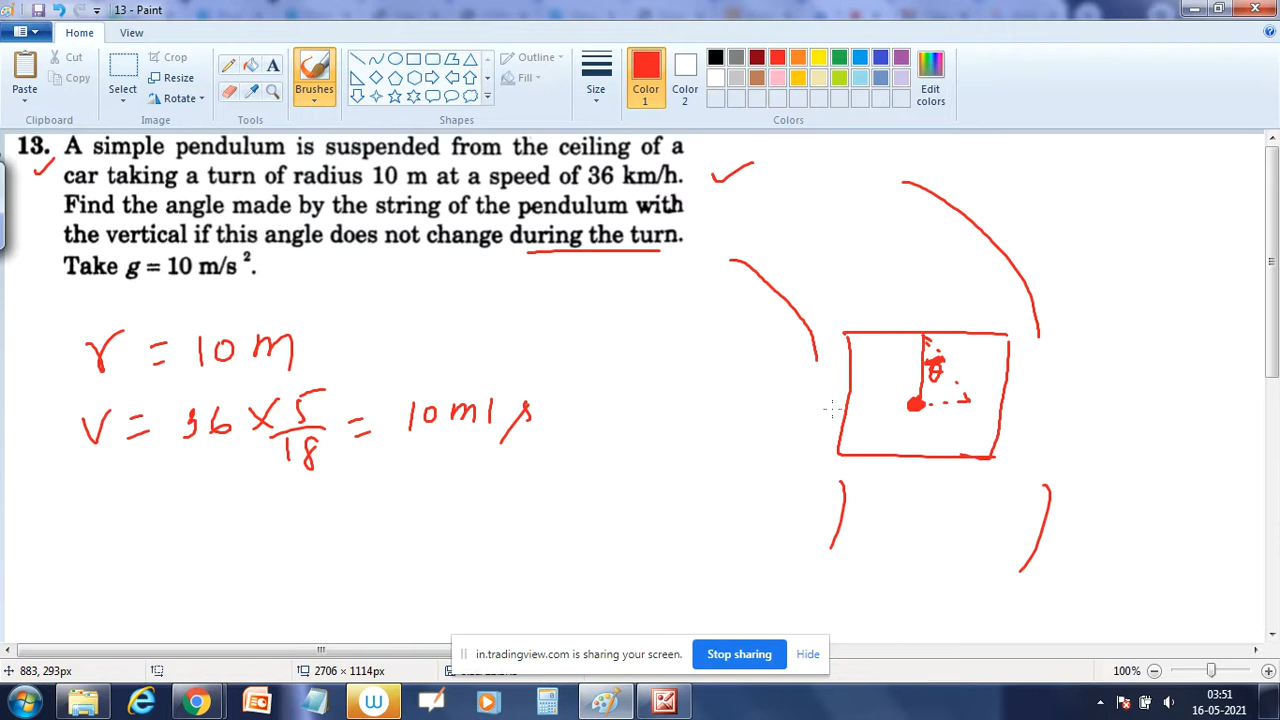 13 - Paint
Home View
Paste
Cut
Copy
Clipboard
Select
Crop
Resize
Rotate
Image
A
Tools
Brushes
Outline
Fill
Shapes
Size
Color 1
Color 2
Edit colors
Colors
13. A simple pendulum is suspended from the ceiling of a
car taking a turn of radius 10 m at a speed of 36 km/h.
Find the angle made by the string of the pendulum with
the vertical if this angle does not change during the turn.
Take g = 10 m/s ².
r = 10 m
v = 36 × 5/18 = 10 m/s
θ
in.tradingview.com is sharing your screen. Stop sharing Hide
883, 293px
2706 × 1114px
100%
W
03:51
16-05-2021